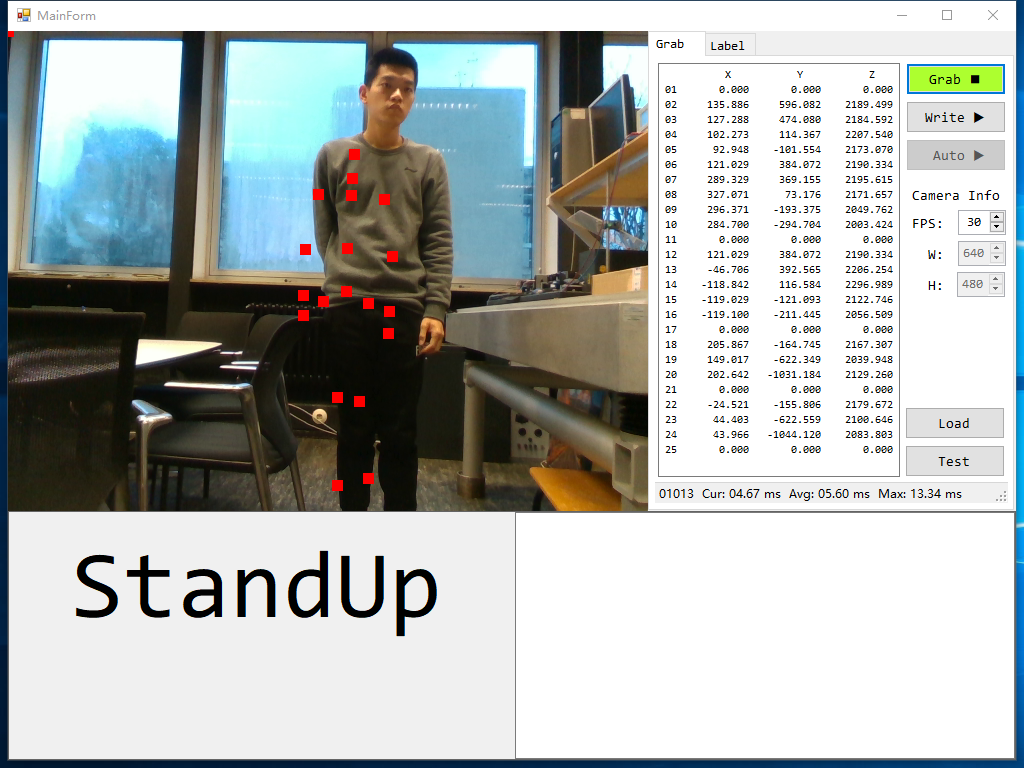 MainForm
Grab Label
X Y Z
01 0.000 0.000 0.000
02 135.886 596.082 2189.499
03 127.288 474.080 2184.592
04 102.273 114.367 2207.540
05 92.948 -101.554 2173.070
06 121.029 384.072 2190.334
07 289.329 369.155 2195.615
08 327.071 73.176 2171.657
09 296.371 -193.375 2049.762
10 284.700 -294.704 2003.424
11 0.000 0.000 0.000
12 121.029 384.072 2190.334
13 -46.706 392.565 2206.254
14 -118.842 116.584 2296.989
15 -119.029 -121.093 2122.746
16 -119.100 -211.445 2056.509
17 0.000 0.000 0.000
18 205.867 -164.745 2167.307
19 149.017 -622.349 2039.948
20 202.642 -1031.184 2129.260
21 0.000 0.000 0.000
22 -24.521 -155.806 2179.672
23 44.403 -622.559 2100.646
24 43.966 -1044.120 2083.803
25 0.000 0.000 0.000
Grab ■
Write ▶
Auto ▶
Camera Info
FPS: 30
W: 640
H: 480
Load
Test
01013 Cur: 04.67 ms Avg: 05.60 ms Max: 13.34 ms
StandUp